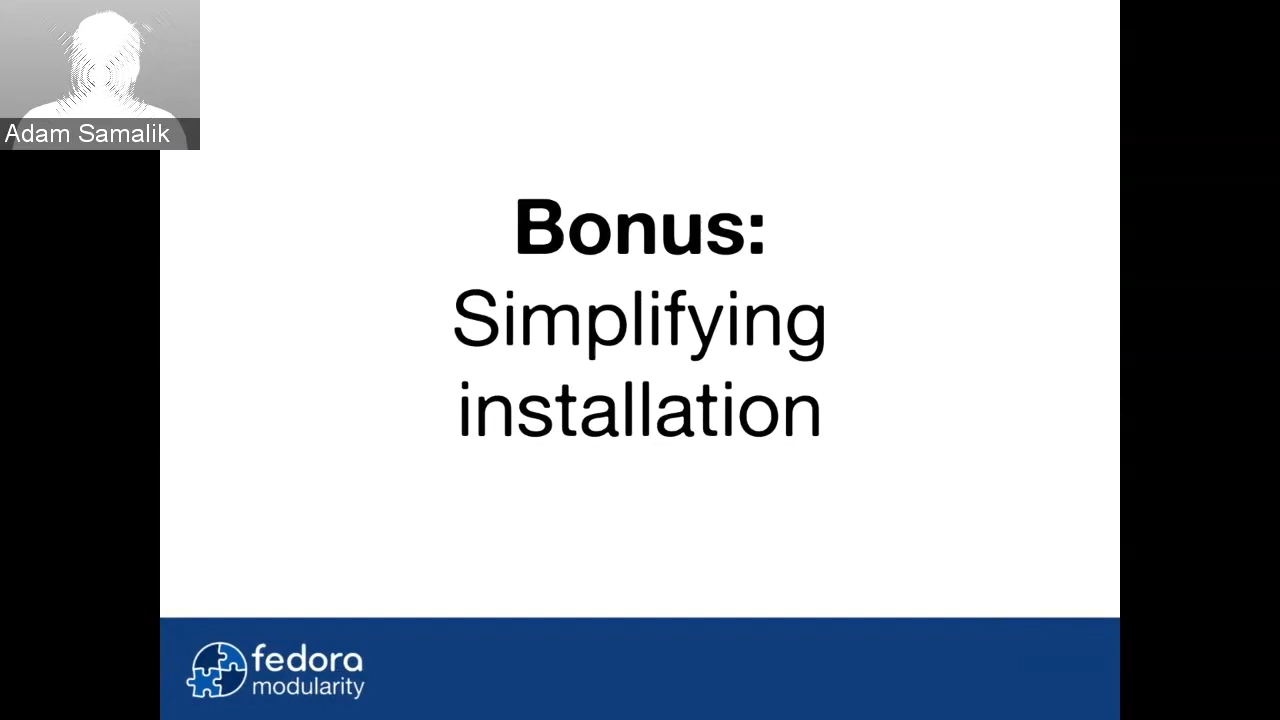 Adam Samalik
Bonus:
Simplifying
installation
fedora
modularity